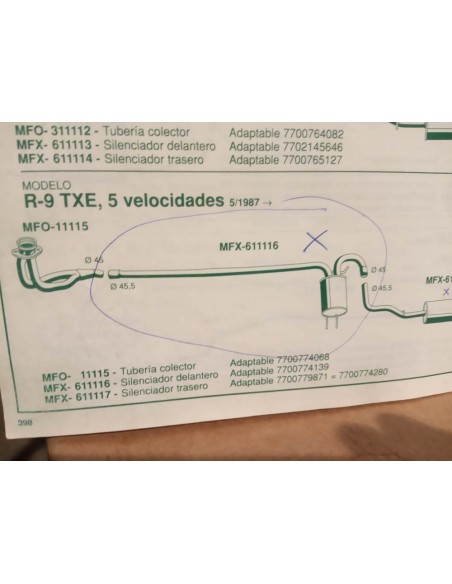 MFO- 311112 - Tubería colector Adaptable 7700764082
MFX- 611113 - Silenciador delantero Adaptable 7702145646
MFX- 611114 - Silenciador trasero Adaptable 7700765127
MODELO
R-9 TXE, 5 velocidades 5/1987 →
MFO-11115
MFX-611116
X
Ø 45
Ø 45,5
Ø 45
Ø 45,5
MFX-61
x
MFO- 11115 - Tubería colector Adaptable 7700774068
MFX- 611116 - Silenciador delantero Adaptable 7700774139
MFX- 611117 - Silenciador trasero Adaptable 7700779871 = 7700774280
398